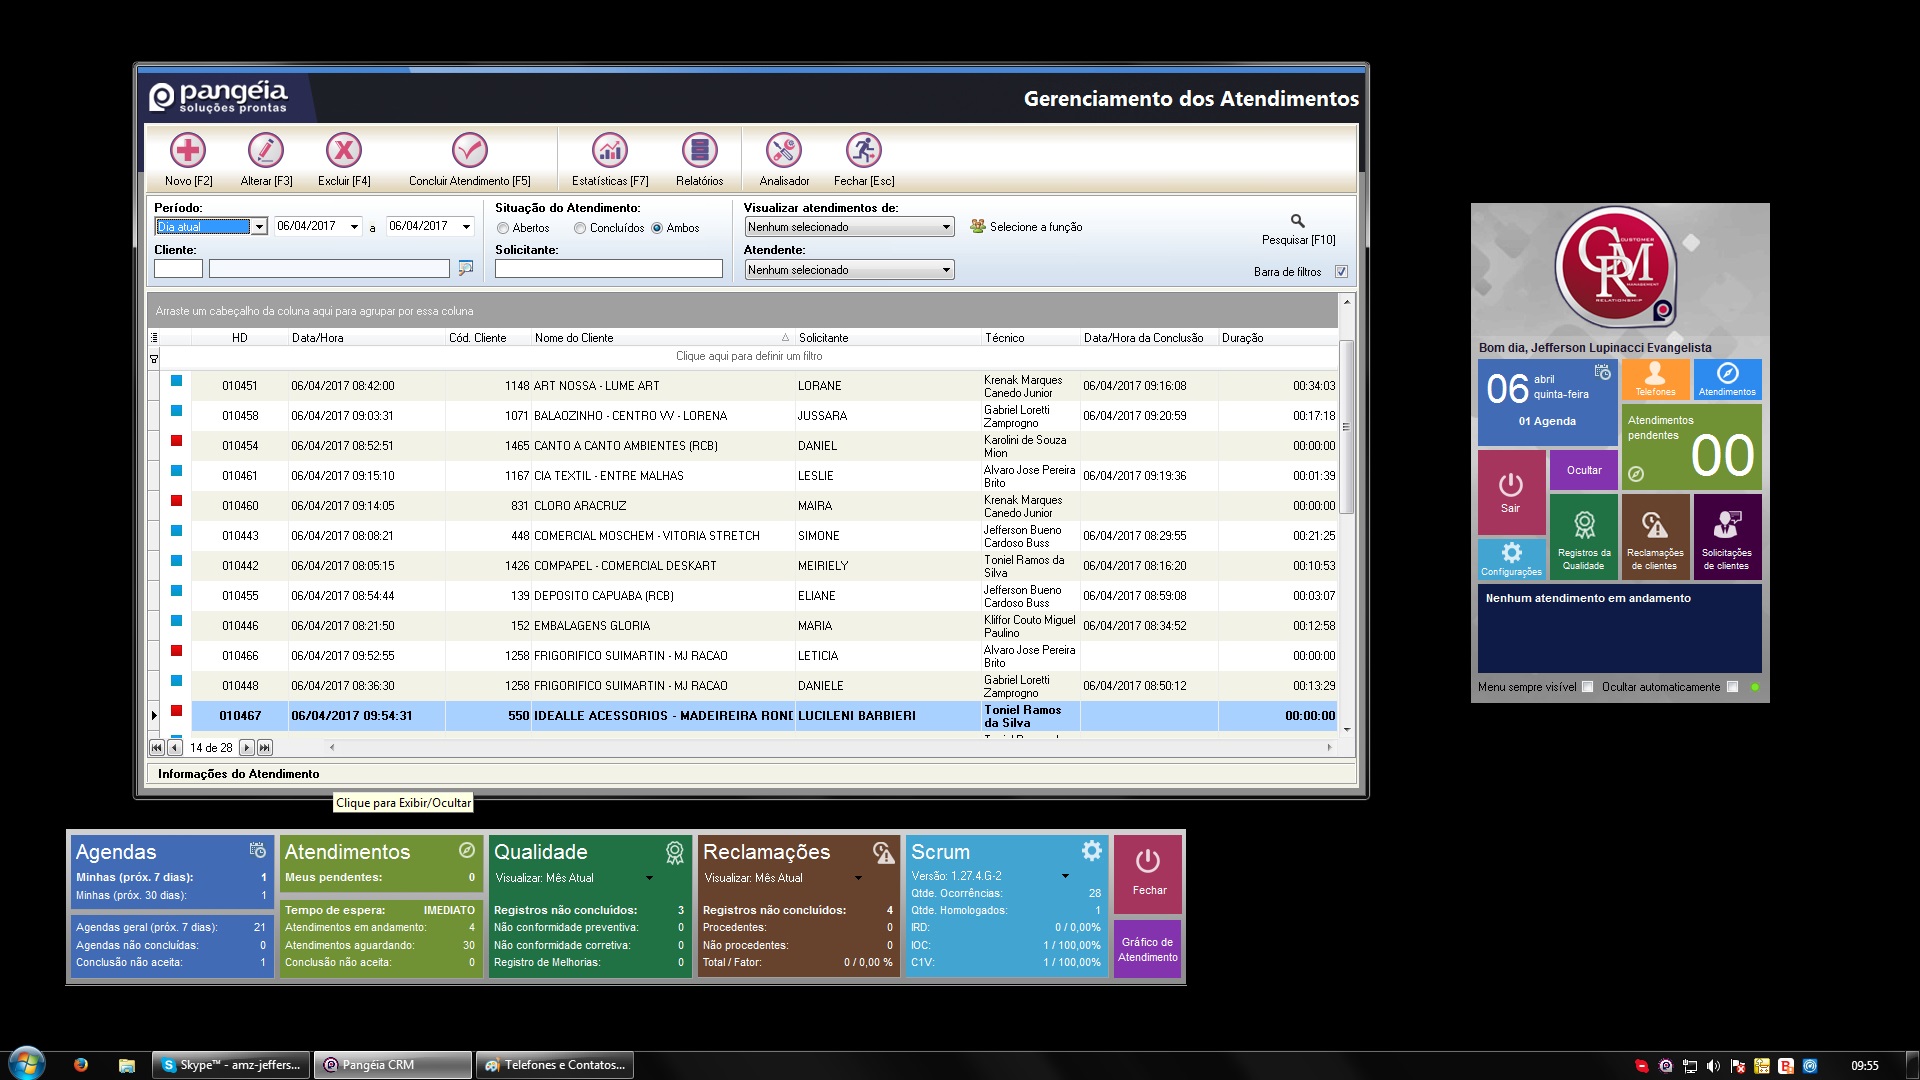 pangéia
soluções prontas
Gerenciamento dos Atendimentos
Novo [F2]
Alterar [F3]
Excluir [F4]
Concluir Atendimento [F5]
Estatísticas [F7]
Relatórios
Analisador
Fechar [Esc]
Período:
Dia atual
06/04/2017
a
06/04/2017
Cliente:
Situação do Atendimento:
Abertos
Concluídos
Ambos
Solicitante:
Visualizar atendimentos de:
Nenhum selecionado
Selecione a função
Atendente:
Nenhum selecionado
Pesquisar [F10]
Barra de filtros
Arraste um cabeçalho da coluna aqui para agrupar por essa coluna
HD Data/Hora Cód. Cliente Nome do Cliente Solicitante Técnico Data/Hora da Conclusão Duração
Clique aqui para definir um filtro
010451 06/04/2017 08:42:00 1148 ART NOSSA - LUME ART LORANE Krenak Marques Canedo Junior 06/04/2017 09:16:08 00:34:03
010458 06/04/2017 09:03:31 1071 BALAOZINHO - CENTRO VV - LORENA JUSSARA Gabriel Loretti Zamprogno 06/04/2017 09:20:59 00:17:18
010454 06/04/2017 08:52:51 1465 CANTO A CANTO AMBIENTES (RCB) DANIEL Karolini de Souza Mion 00:00:00
010461 06/04/2017 09:15:10 1167 CIA TEXTIL - ENTRE MALHAS LESLIE Alvaro Jose Pereira Brito 06/04/2017 09:19:36 00:01:39
010460 06/04/2017 09:14:05 831 CLORO ARACRUZ MAIRA Krenak Marques Canedo Junior 00:00:00
010443 06/04/2017 08:08:21 448 COMERCIAL MOSCHEM - VITORIA STRETCH SIMONE Jefferson Bueno Cardoso Buss 06/04/2017 08:29:55 00:21:25
010442 06/04/2017 08:05:15 1426 COMPAPEL - COMERCIAL DESKART MEIRIELY Toniel Ramos da Silva 06/04/2017 08:16:20 00:10:53
010455 06/04/2017 08:54:44 139 DEPOSITO CAPUABA (RCB) ELIANE Jefferson Bueno Cardoso Buss 06/04/2017 08:59:08 00:03:07
010446 06/04/2017 08:21:50 152 EMBALAGENS GLORIA MARIA Kliffor Couto Miguel Paulino 06/04/2017 08:34:52 00:12:58
010466 06/04/2017 09:52:55 1258 FRIGORIFICO SUIMARTIN - MJ RACAO LETICIA Alvaro Jose Pereira Brito 00:00:00
010448 06/04/2017 08:36:30 1258 FRIGORIFICO SUIMARTIN - MJ RACAO DANIELE Gabriel Loretti Zamprogno 06/04/2017 08:50:12 00:13:29
010467 06/04/2017 09:54:31 550 IDEALLE ACESSORIOS - MADEIREIRA ROND LUCILENI BARBIERI Toniel Ramos da Silva 00:00:00
14 de 28
Informações do Atendimento
Clique para Exibir/Ocultar
CRM
CUSTOMER
MANAGEMENT
RELATIONSHIP
Bom dia, Jefferson Lupinacci Evangelista
06 abril
quinta-feira
01 Agenda
Telefones
Atendimentos
Atendimentos
pendentes
00
Sair
Ocultar
Configurações
Registros da
Qualidade
Reclamações
de clientes
Solicitações
de clientes
Nenhum atendimento em andamento
Menu sempre visível
Ocultar automaticamente
Agendas
Minhas (próx. 7 dias): 1
Minhas (próx. 30 dias): 1
Agendas geral (próx. 7 dias): 21
Agendas não concluídas: 0
Conclusão não aceita: 1
Atendimentos
Meus pendentes: 0
Tempo de espera: IMEDIATO
Atendimentos em andamento: 4
Atendimentos aguardando: 30
Conclusão não aceita: 0
Qualidade
Visualizar: Mês Atual
Registros não concluídos: 3
Não conformidade preventiva: 0
Não conformidade corretiva: 0
Registro de Melhorias: 0
Reclamações
Visualizar: Mês Atual
Registros não concluídos: 4
Procedentes: 0
Não procedentes: 0
Total / Fator: 0 / 0,00 %
Scrum
Versão: 1.27.4.G-2
Qtde. Ocorrências: 28
Qtde. Homologados: 1
IRD: 0 / 0,00%
IOC: 1 / 100,00%
C1V: 1 / 100,00%
Fechar
Gráfico de
Atendimento
Skype™ - amz-jeffers...
Pangéia CRM
Telefones e Contatos...
09:55